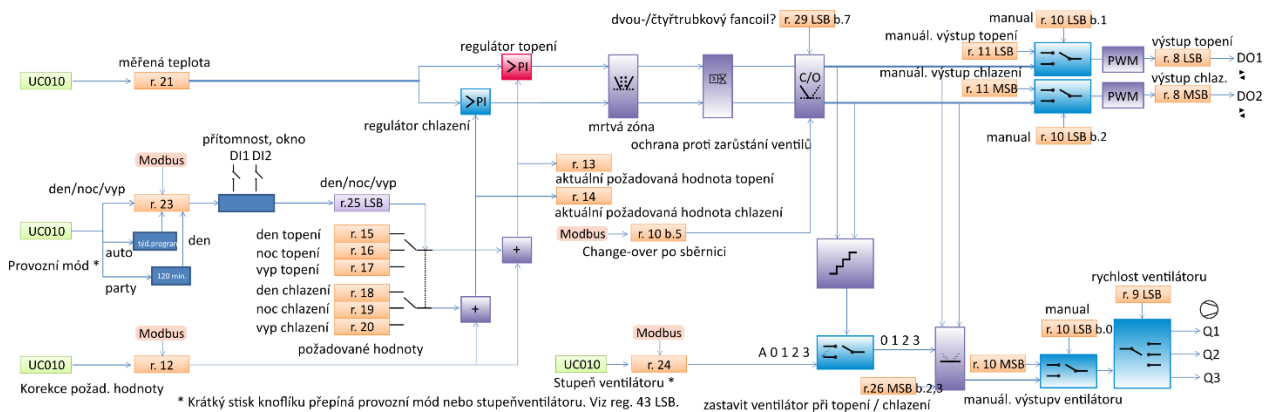 dvou-/čtyřtrubkový fancoil?
r. 29 LSB b.7
manual
r. 10 LSB b.1
manuál. výstup topení
r. 11 LSB
výstup topení
regulátor topení
měřená teplota
UC010
r. 21
>PI
C/O
PWM
r. 8 LSB
DO1
manuál. výstup chlazení
r. 11 MSB
výstup chlaz.
>PI
PWM
r. 8 MSB
DO2
regulátor chlazení
mrtvá zóna
ochrana proti zarůstání ventilů
manual
r. 10 LSB b.2
přítomnost, okno
DI1 DI2
Modbus
r. 13
aktuální požadovaná hodnota topení
den/noc/vyp
r. 23
den/noc/vyp
r.25 LSB
r. 14
aktuální požadovaná hodnota chlazení
UC010
auto
týd.program
den
Modbus
r. 10 b.5
Change-over po sběrnici
Provozní mód *
party
120 min.
den topení
r. 15
noc topení
r. 16
vyp topení
r. 17
+
den chlazení
r. 18
noc chlazení
r. 19
vyp chlazení
r. 20
+
požadované hodnoty
rychlost ventilátoru
r. 9 LSB
manual
r. 10 LSB b.0
Modbus
UC010
r. 12
Korekce požad. hodnoty
Modbus
UC010
r. 24
Stupeň ventilátoru *
A 0 1 2 3
0 1 2 3
r. 10 MSB
Q1
Q2
Q3
r.26 MSB b.2,3
manuál. výstupv entilátoru
zastavit ventilátor při topení / chlazení
* Krátký stisk knoflíku přepíná provozní mód nebo stupeňventilátoru. Viz reg. 43 LSB.